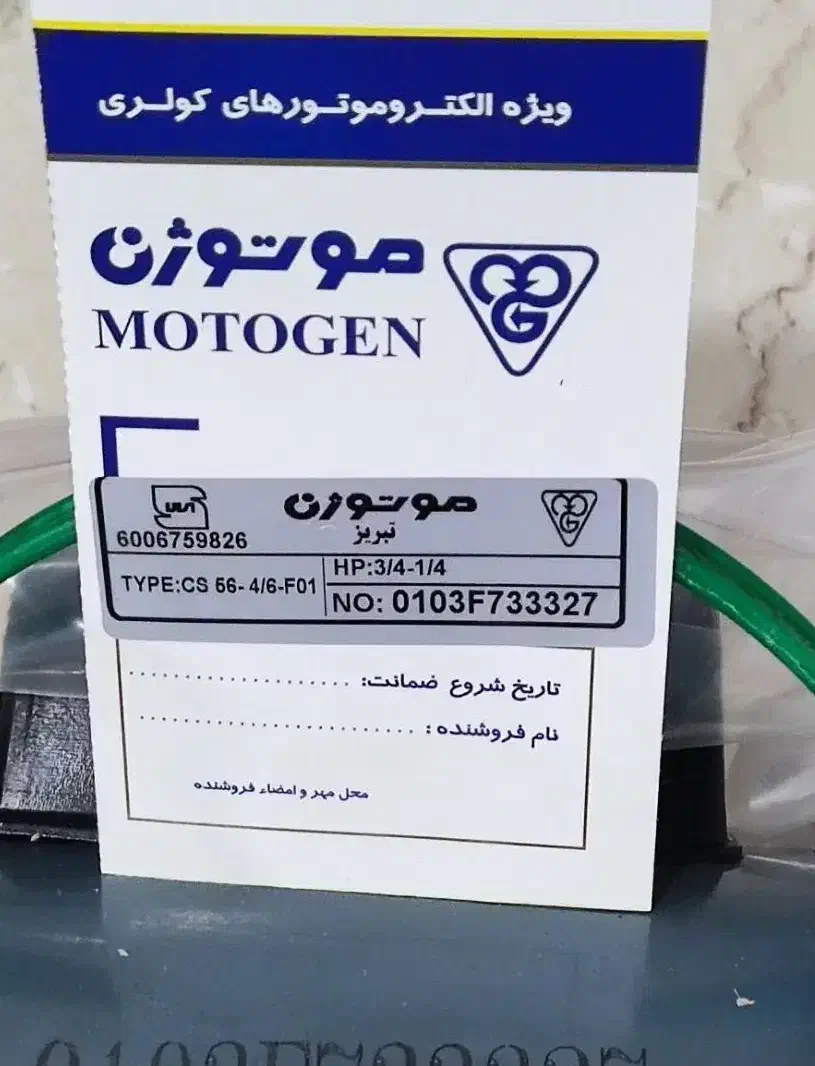 ویژه الکتروموتورهای کولری
موتوژن
MOTOGEN
موتوژن
تبریز
6006759826
TYPE:CS 56-4/6-F01
HP:3/4-1/4
NO: 0103F733327
تاریخ شروع ضمانت: ....................
نام فروشنده: .........................
محل مهر و امضاء فروشنده